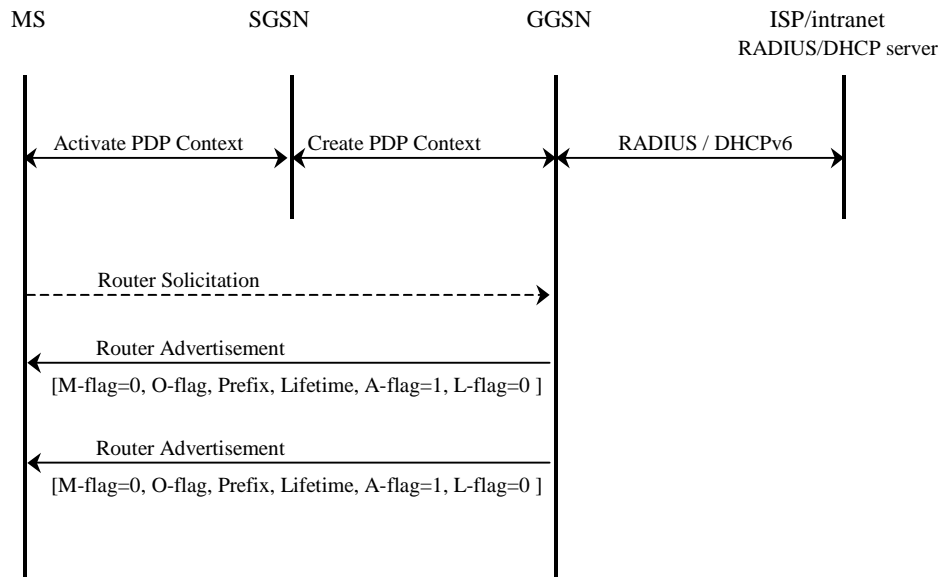 MS
SGSN
GGSN
ISP/intranet
RADIUS/DHCP server
Activate PDP Context
Create PDP Context
RADIUS / DHCPv6
Router Solicitation
Router Advertisement
[M-flag=0, O-flag, Prefix, Lifetime, A-flag=1, L-flag=0 ]
Router Advertisement
[M-flag=0, O-flag, Prefix, Lifetime, A-flag=1, L-flag=0 ]